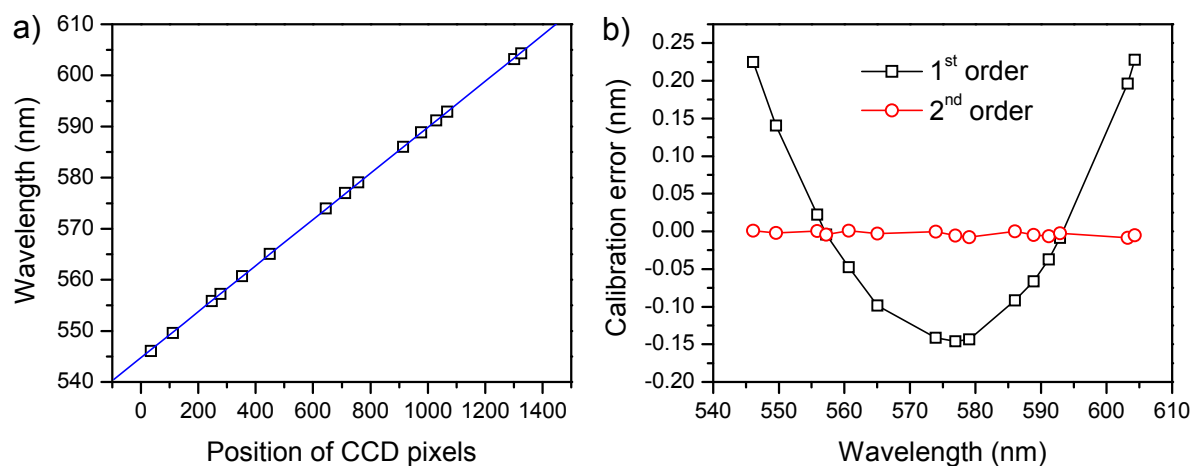 a)
610
600
590
580
570
560
550
540
Wavelength (nm)
0 200 400 600 800 1000 1200 1400
Position of CCD pixels
b)
0.25
0.20
0.15
0.10
0.05
0.00
-0.05
-0.10
-0.15
-0.20
Calibration error (nm)
1st order
2nd order
540 550 560 570 580 590 600 610
Wavelength (nm)